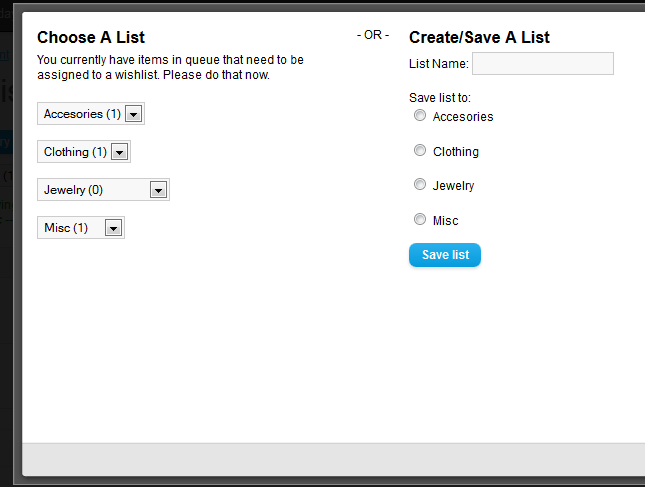 Choose A List
- OR -
Create/Save A List
You currently have items in queue that need to be
assigned to a wishlist. Please do that now.
List Name:
Save list to:
Accesories (1)
Accesories
Clothing (1)
Clothing
Jewelry (0)
Jewelry
Misc (1)
Misc
Save list